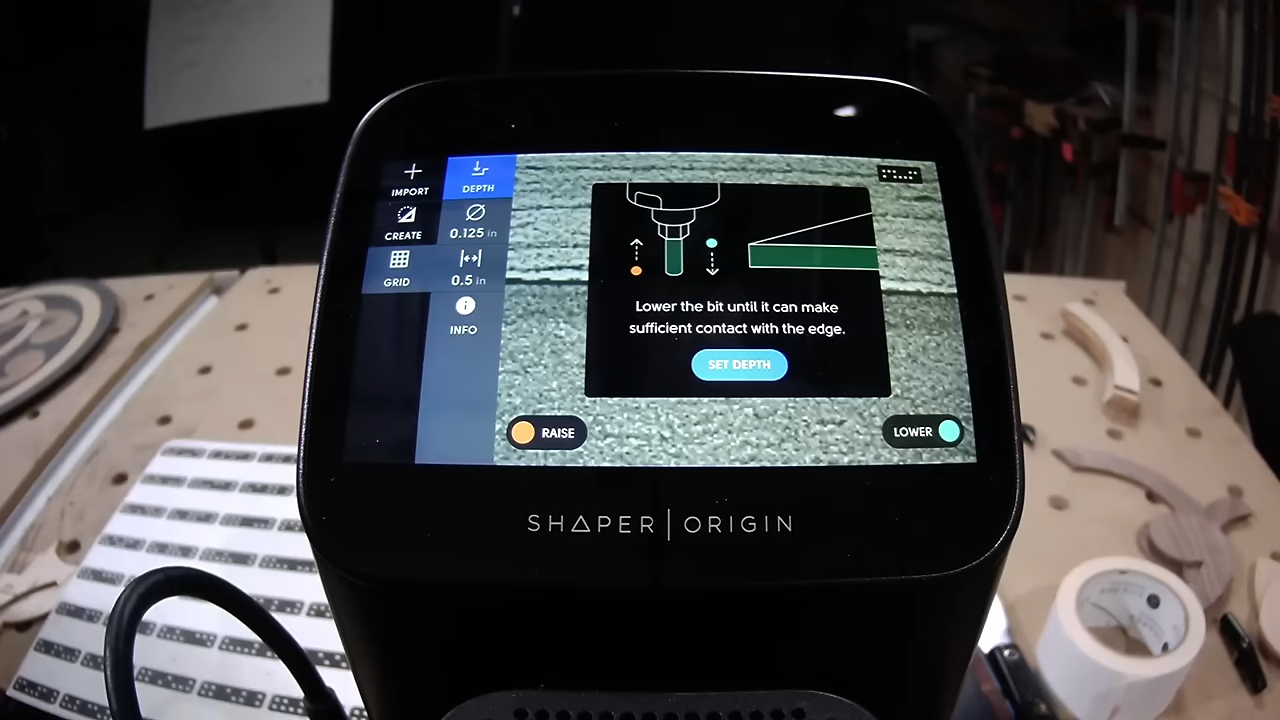 IMPORT
DEPTH
CREATE
0.125 in
GRID
0.5 in
INFO
Lower the bit until it can make
sufficient contact with the edge.
SET DEPTH
RAISE
LOWER
SHAPER | ORIGIN